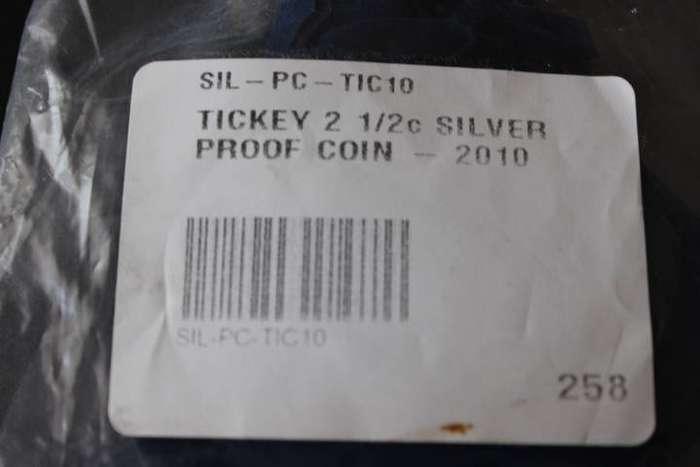 SIL-PC-TIC10
TICKEY 2 1/2c SILVER
PROOF COIN - 2010
SIL-PC-TIC10
258